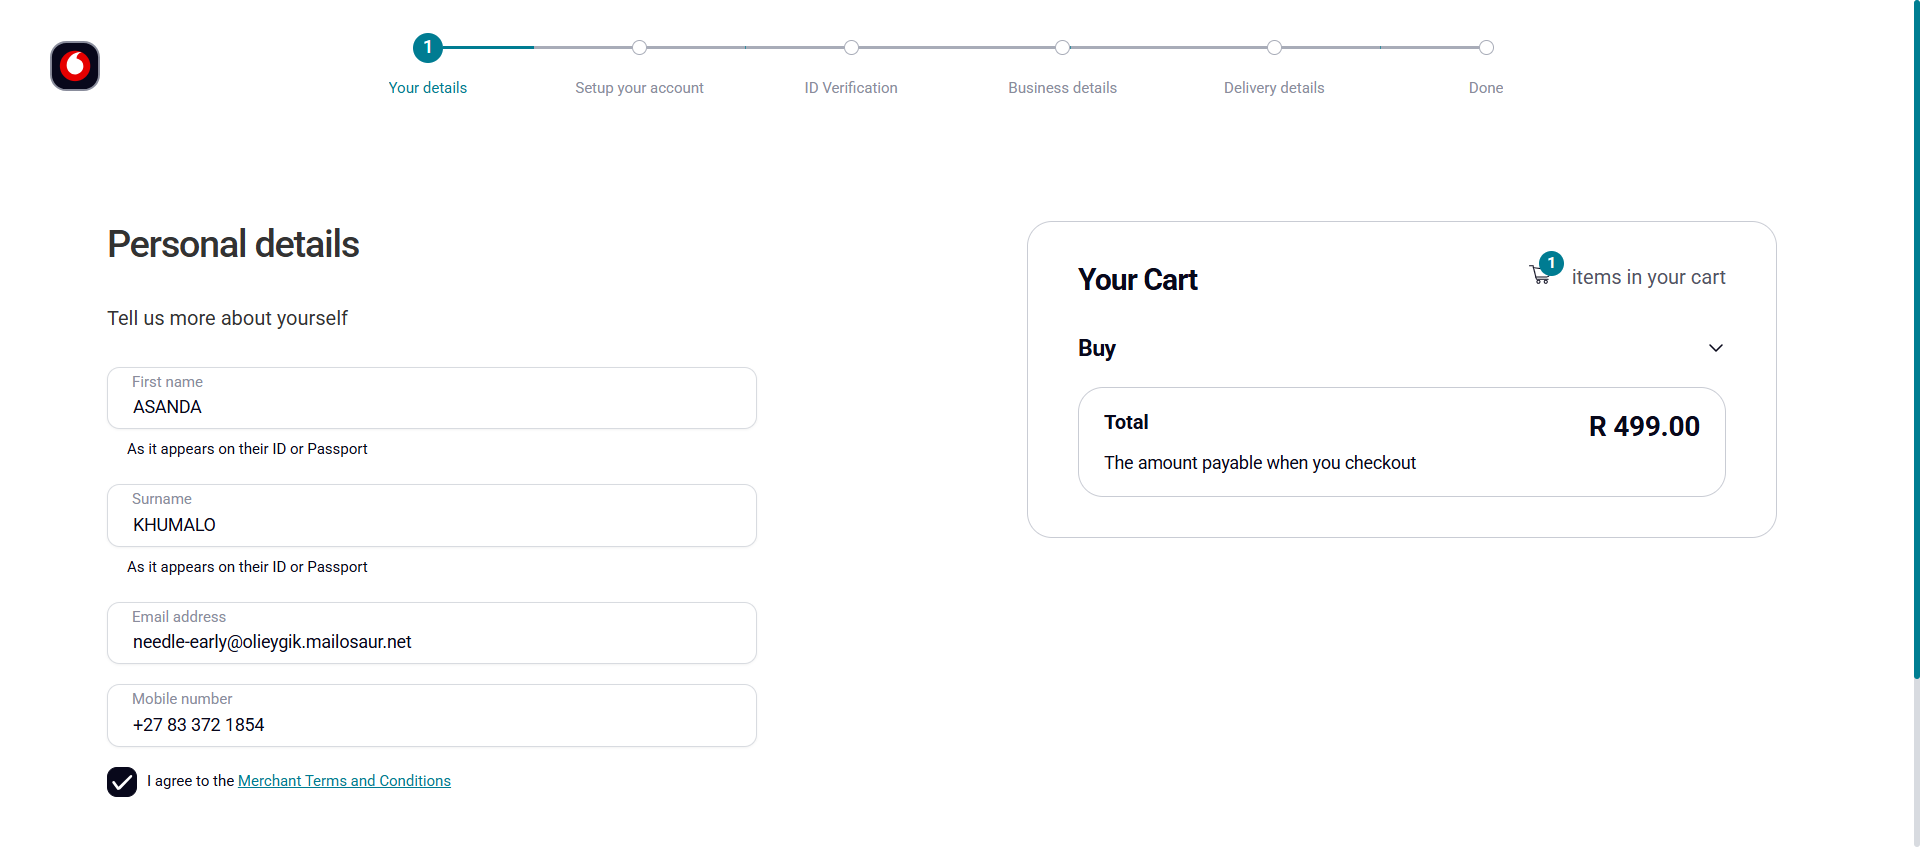 1
Your details
Setup your account
ID Verification
Business details
Delivery details
Done
Personal details
Tell us more about yourself
First name
ASANDA
As it appears on their ID or Passport
Surname
KHUMALO
As it appears on their ID or Passport
Email address
needle-early@olieygik.mailosaur.net
Mobile number
+27 83 372 1854
I agree to the Merchant Terms and Conditions
Your Cart
1 items in your cart
Buy
Total
R 499.00
The amount payable when you checkout